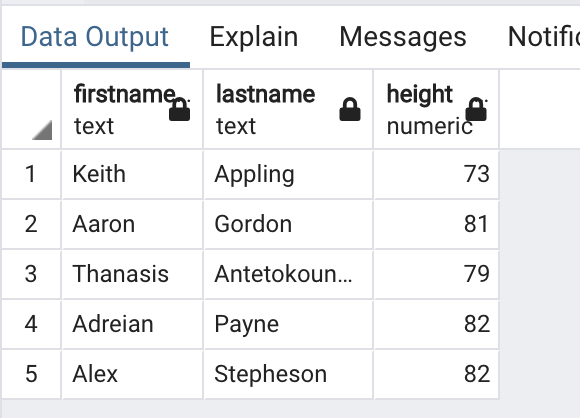 Data Output Explain Messages Notific
firstname.. lastname height ..
text text numeric
1 Keith Appling 73
2 Aaron Gordon 81
3 Thanasis Antetokoun... 79
4 Adreian Payne 82
5 Alex Stepheson 82